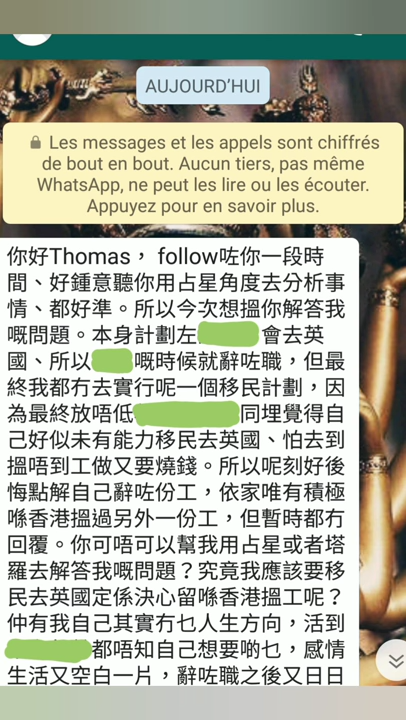 AUJOURD'HUI
Les messages et les appels sont chiffrés
de bout en bout. Aucun tiers, pas même
WhatsApp, ne peut les lire ou les écouter.
Appuyez pour en savoir plus.
你好Thomas， follow咗你一段時
間、好鍾意聽你用占星角度去分析事
情、都好準。所以今次想搵你解答我
嘅問題。本身計劃左 會去英
國、所以 嘅時候就辭咗職，但最
終我都冇去實行呢一個移民計劃，因
為最終放唔低 同埋覺得自
己好似未有能力移民去英國、怕去到
搵唔到工做又要燒錢。所以呢刻好後
悔點解自己辭咗份工，依家唯有積極
喺香港搵過另外一份工，但暫時都冇
回覆。你可唔可以幫我用占星或者塔
羅去解答我嘅問題？究竟我應該要移
民去英國定係決心留喺香港搵工呢？
仲有我自己其實冇乜人生方向，活到
都唔知自己想要啲乜，感情
生活又空白一片，辭咗職之後又日日